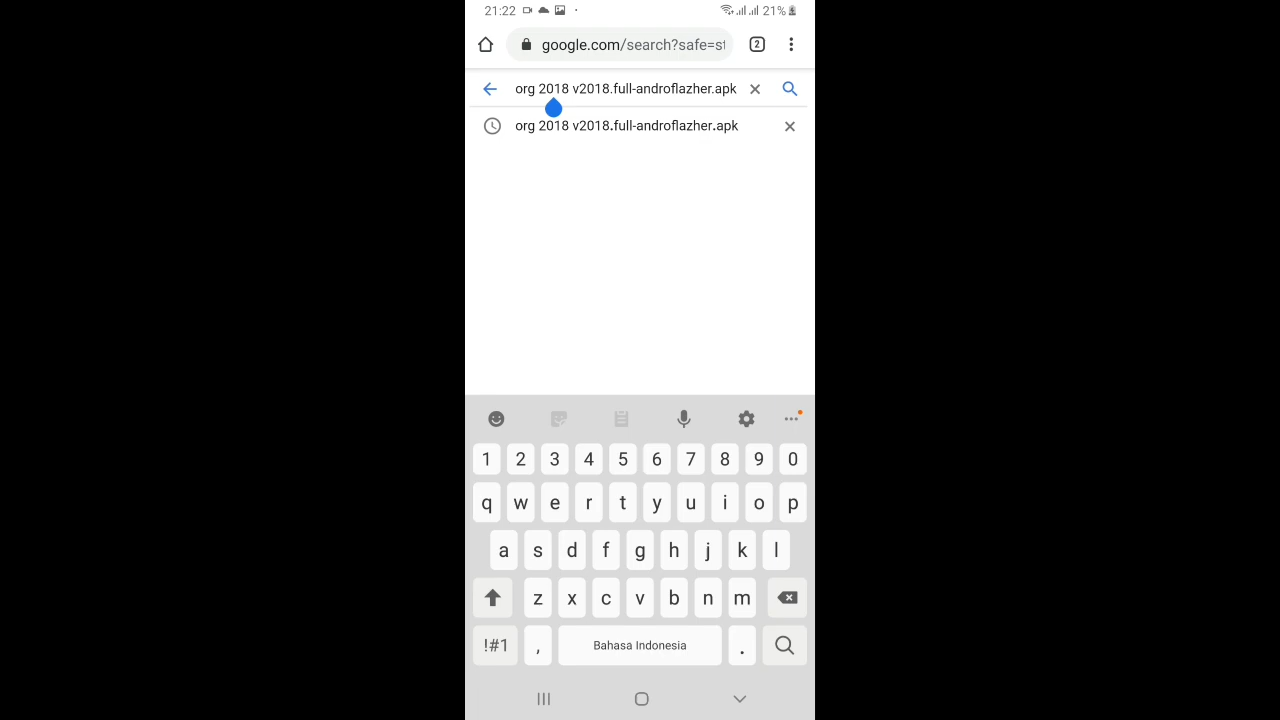 21:22
21%
google.com/search?safe=st
2
org 2018 v2018.full-androflazher.apk
org 2018 v2018.full-androflazher.apk
1 2 3 4 5 6 7 8 9 0
q w e r t y u i o p
a s d f g h j k l
z x c v b n m
!#1 , Bahasa Indonesia .